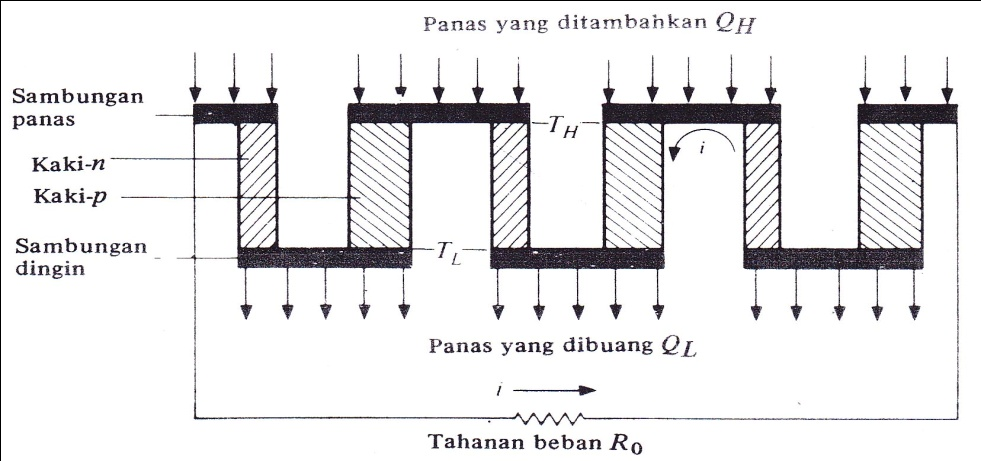 Panas yang ditambahkan QH
Sambungan
panas
TH
i
Kaki-n
Kaki-p
Sambungan
dingin
TL
Panas yang dibuang QL
i
Tahanan beban R0